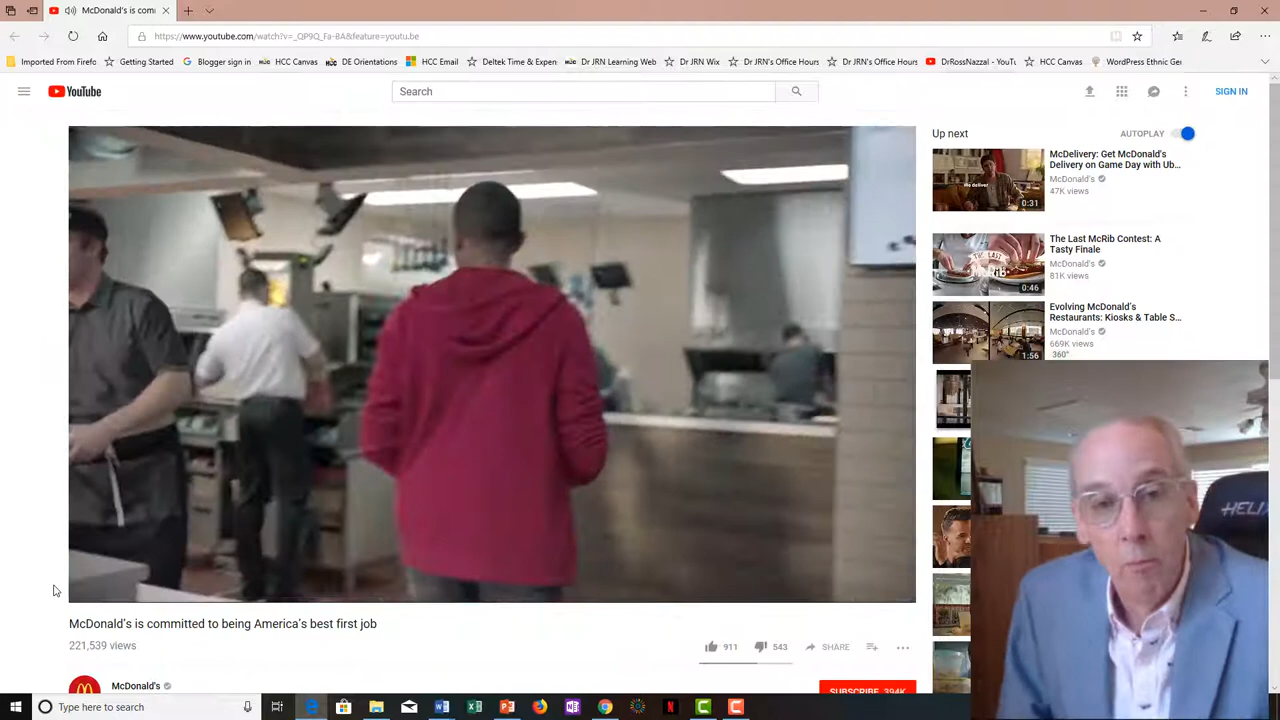 McDonald's is com
https://www.youtube.com/watch?v=_QP9Q_Fa-8A&feature=youtu.be
Imported From Firefo
Getting Started
Blogger sign in
HCC Canvas
DE Orientations
HCC Email
Deltek Time & Expen
Dr JRN Learning Web
Dr JRN Wix
Dr JRN's Office Hours
Dr JRN's Office Hours
DrRossNazzal - YouTu
HCC Canvas
WordPress Ethnic Ger
YouTube
Search
SIGN IN
Up next
AUTOPLAY
We deliver
0:31
McDelivery: Get McDonald's
Delivery on Game Day with Ub...
McDonald's
47K views
0:46
The Last McRib Contest: A
Tasty Finale
McDonald's
81K views
1:56
Evolving McDonald's
Restaurants: Kiosks & Table S...
McDonald's
669K views
360°
HELI
McDonald's is committed to being America's best first job
221,539 views
911
543
SHARE
McDonald's
SUBSCRIBE 394K
Type here to search